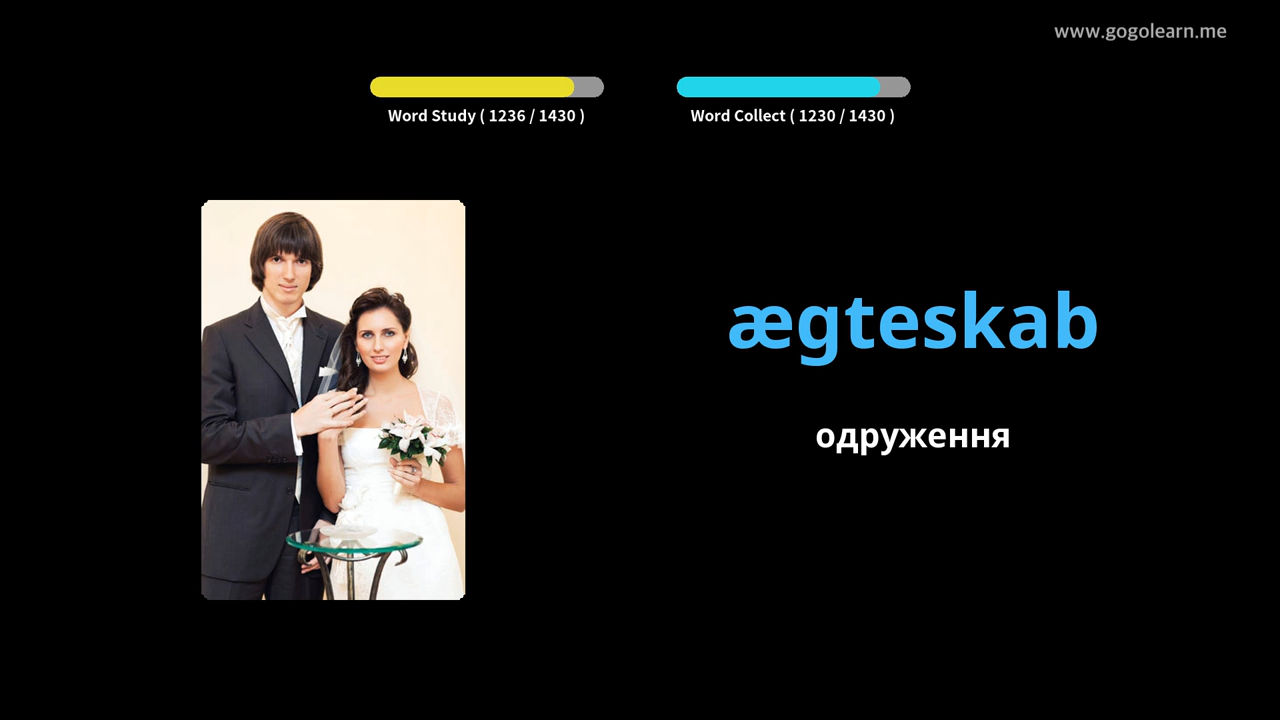 www.gogolearn.me
Word Study ( 1236 / 1430 )
Word Collect ( 1230 / 1430 )
ægteskab
одруження